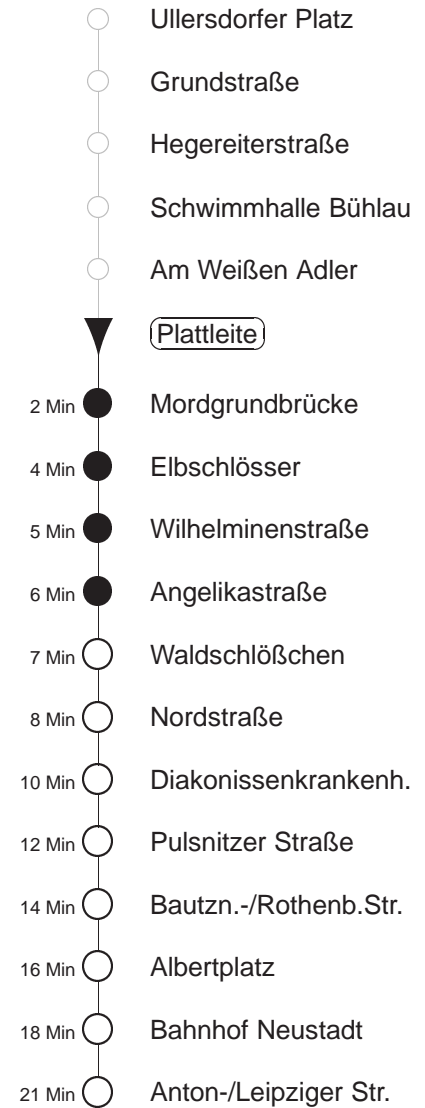 Ullersdorfer Platz
Grundstraße
Hegereiterstraße
Schwimmhalle Bühlau
Am Weißen Adler
Plattleite
2 Min Mordgrundbrücke
4 Min Elbschlösser
5 Min Wilhelminenstraße
6 Min Angelikastraße
7 Min Waldschlößchen
8 Min Nordstraße
10 Min Diakonissenkrankenh.
12 Min Pulsnitzer Straße
14 Min Bautzn.-/Rothenb.Str.
16 Min Albertplatz
18 Min Bahnhof Neustadt
21 Min Anton-/Leipziger Str.